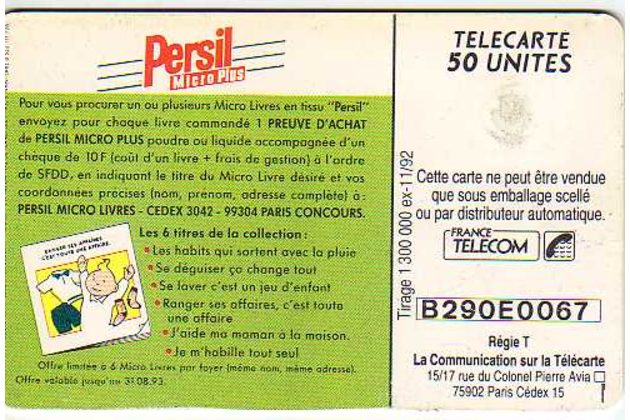 Persil
Micro Plus
Pour vous procurer un ou plusieurs Micro Livres en tissu "Persil"
envoyez pour chaque livre commandé 1 PREUVE D'ACHAT
de PERSIL MICRO PLUS poudre ou liquide accompagnée d'un
chèque de 10F (coût d'un livre + frais de gestion) à l'ordre
de SFDD, en indiquant le titre du Micro Livre désiré et vos
coordonnées précises (nom, prénom, adresse complète) à :
PERSIL MICRO LIVRES - CEDEX 3042 - 99304 PARIS CONCOURS.
Les 6 titres de la collection :
• Les habits qui sortent avec la pluie
• Se déguiser ça change tout
• Se laver c'est un jeu d'enfant
• Ranger ses affaires, c'est toute
une affaire
• J'aide ma maman à la maison.
• Je m'habille tout seul
RANGER SES AFFAIRES
C'EST TOUTE UNE AFFAIRE
Offre limitée à 6 Micro Livres par foyer (même nom, même adresse).
Offre valable jusqu'au 31.08.93.
Tirage 1 300 000 ex-11/92
TELECARTE
50 UNITES
Cette carte ne peut être vendue
que sous emballage scellé
ou par distributeur automatique.
FRANCE
TELECOM
B290E0067
Régie T
La Communication sur la Télécarte
15/17 rue du Colonel Pierre Avia
75902 Paris Cédex 15